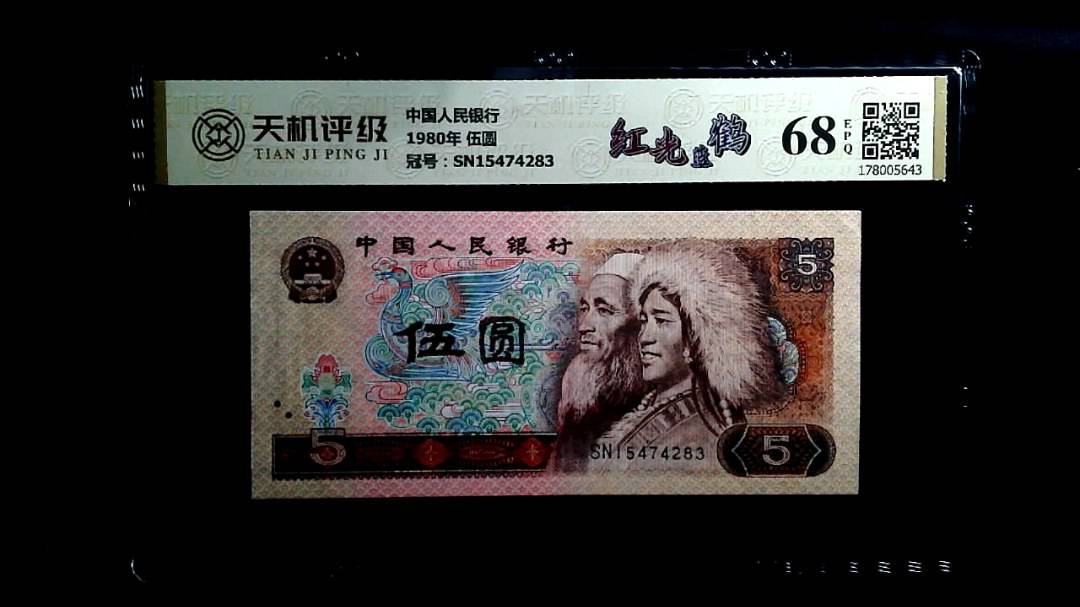 天机评级
TIAN JI PING JI
中国人民银行
1980年 伍圆
冠号：SN15474283
红光蓝鹤
68
EPQ
178005643
中国人民银行
5
伍圆
SN15474283
5
5